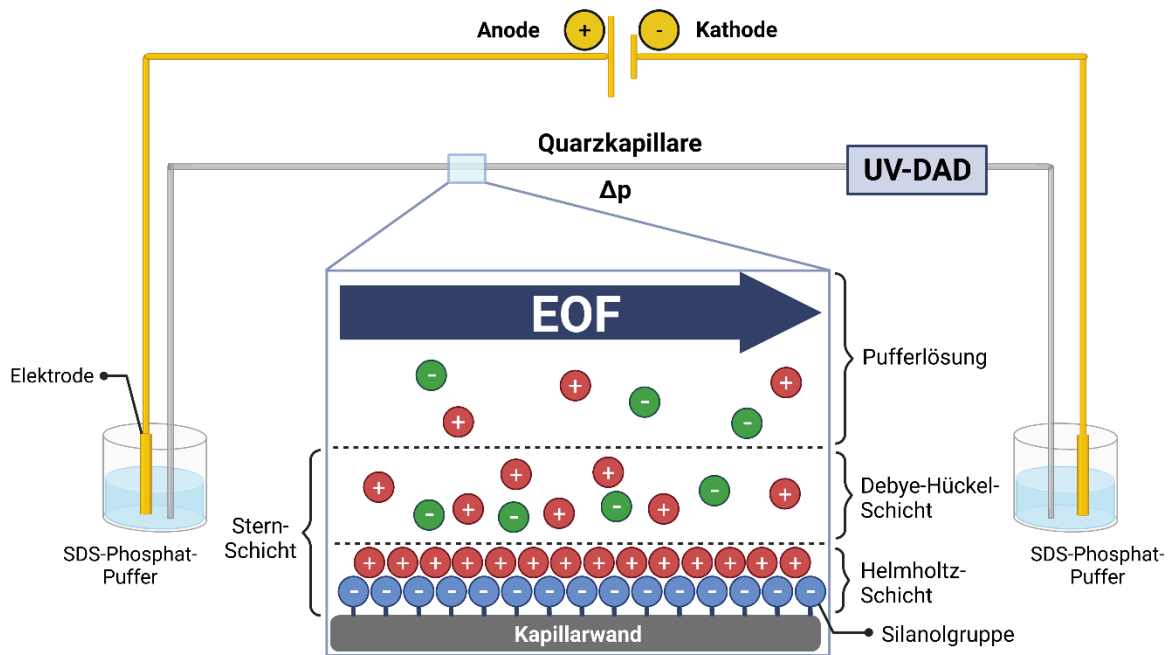 Anode
+
-
Kathode
Quarzkapillare
UV-DAD
Δp
EOF
Pufferlösung
Elektrode
- + + - + - +
Debye-Hückel-
Schicht
Stern-
Schicht
+ + + - + - + + - + - +
SDS-Phosphat-
Puffer
SDS-Phosphat-
Puffer
Helmholtz-
Schicht
+ + + + + + + + + + + + + +
- - - - - - - - - - - - -
Silanolgruppe
Kapillarwand